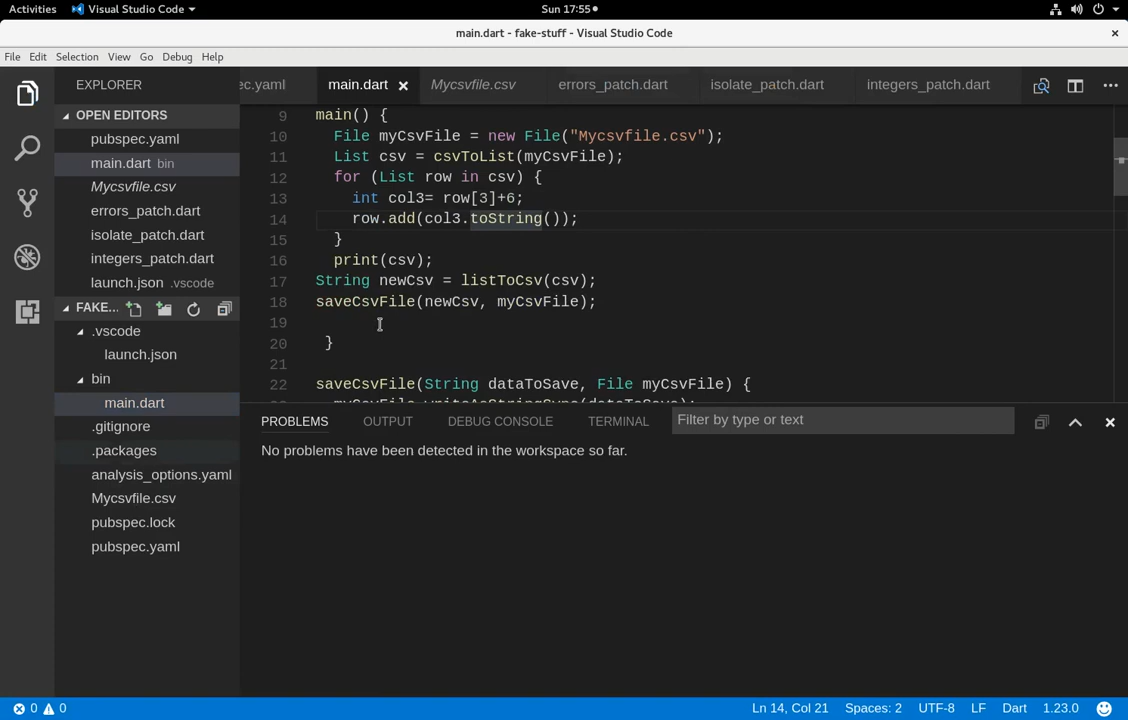 Activities Visual Studio Code Sun 17:55
main.dart - fake-stuff - Visual Studio Code ×
File Edit Selection View Go Debug Help
EXPLORER
ec.yaml main.dart Mycsvfile.csv errors_patch.dart isolate_patch.dart integers_patch.dart
OPEN EDITORS
pubspec.yaml
main.dart bin
Mycsvfile.csv
errors_patch.dart
isolate_patch.dart
integers_patch.dart
launch.json .vscode
FAKE...
.vscode
launch.json
bin
main.dart
.gitignore
.packages
analysis_options.yaml
Mycsvfile.csv
pubspec.lock
pubspec.yaml
9 main() {
10 File myCsvFile = new File("Mycsvfile.csv");
11 List csv = csvToList(myCsvFile);
12 for (List row in csv) {
13 int col3= row[3]+6;
14 row.add(col3.toString());
15 }
16 print(csv);
17 String newCsv = listToCsv(csv);
18 saveCsvFile(newCsv, myCsvFile);
19
20 }
21
22 saveCsvFile(String dataToSave, File myCsvFile) {
myCsvFile.writeAsStringSync(dataToSave);
PROBLEMS OUTPUT DEBUG CONSOLE TERMINAL Filter by type or text
No problems have been detected in the workspace so far.
0 0 Ln 14, Col 21 Spaces: 2 UTF-8 LF Dart 1.23.0